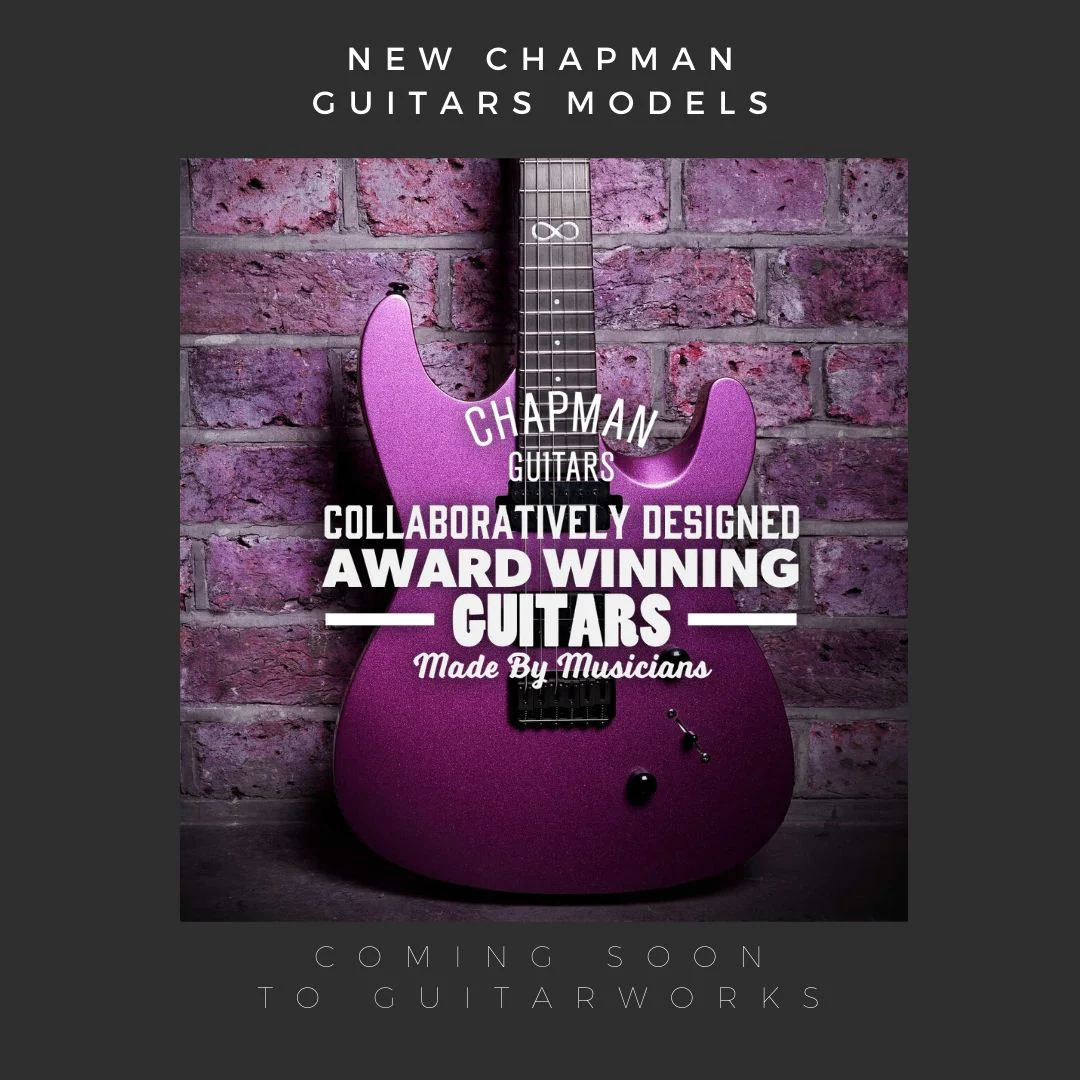 NEW CHAPMAN
GUITARS MODELS
CHAPMAN
GUITARS
COLLABORATIVELY DESIGNED
AWARD WINNING
GUITARS
Made By Musicians
COMING SOON
TO GUITARWORKS